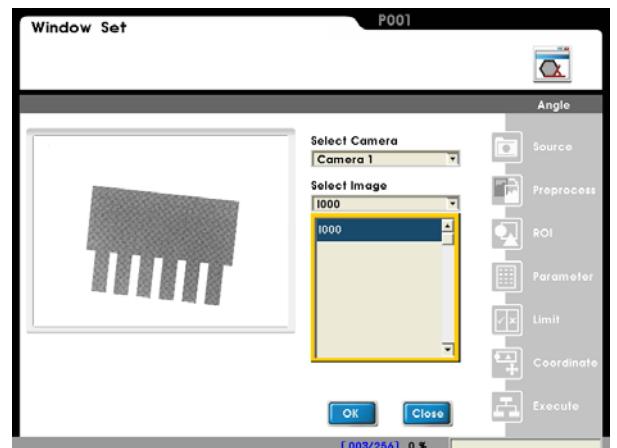 Window Set
P001
Angle
Select Camera
Camera 1
Select Image
I000
I000
Source
Preprocess
ROI
Parameter
Limit
Coordinate
Execute
OK
Close
[003/256] 0 %